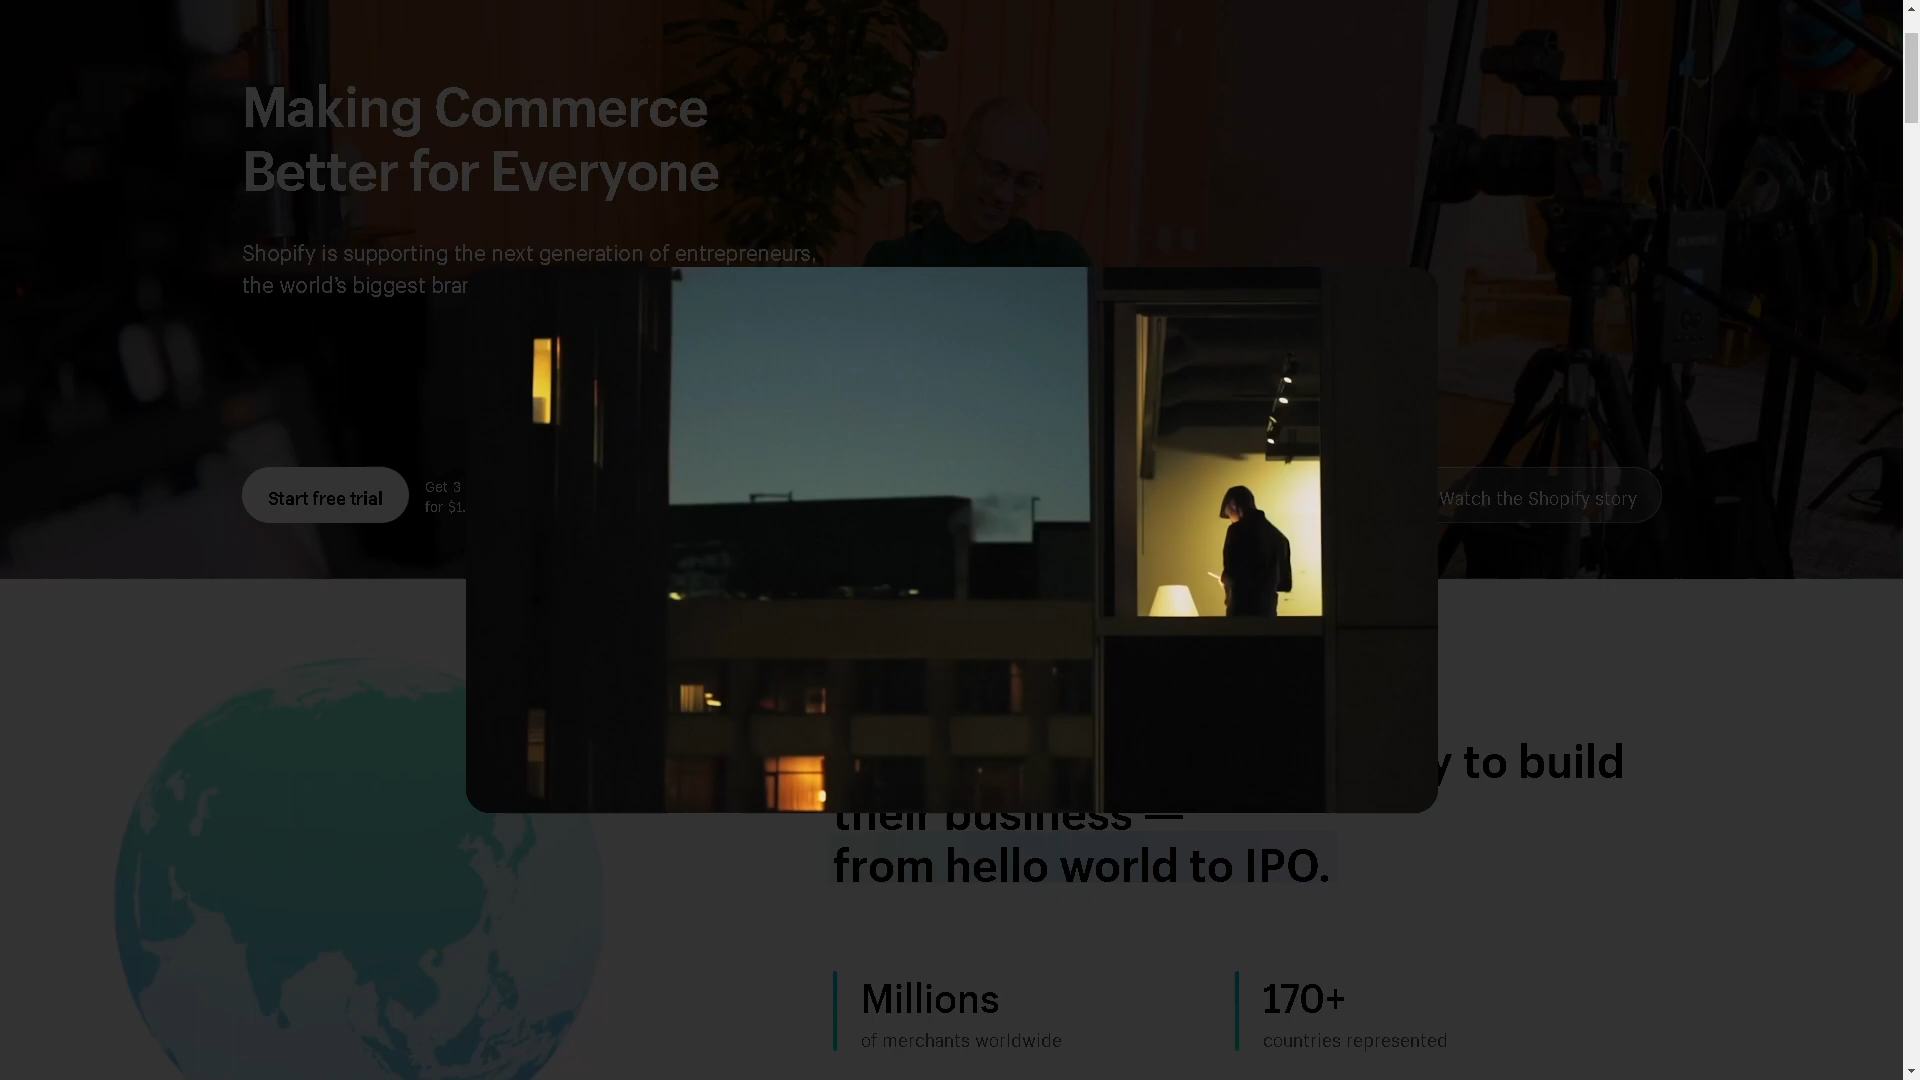 Making Commerce
Better for Everyone
Shopify is supporting the next generation of entrepreneurs,
the world's biggest
Start free trial
Get 3
for $1.
Watch the Shopify story
to build
their business —
from hello world to IPO.
Millions
of merchants worldwide
170+
countries represented